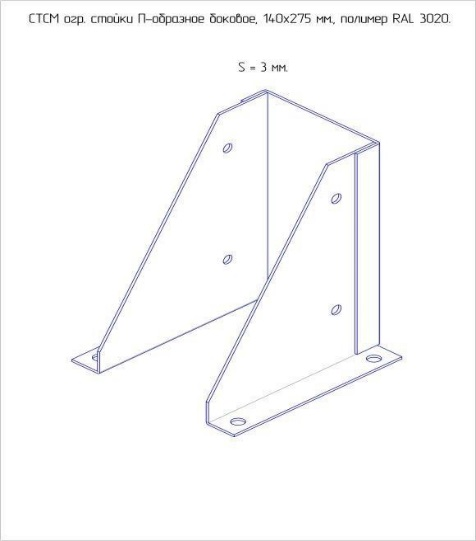 СТСМ огр. стойки П-образное боковое, 140х275 мм., полимер RAL 3020.
S = 3 мм.